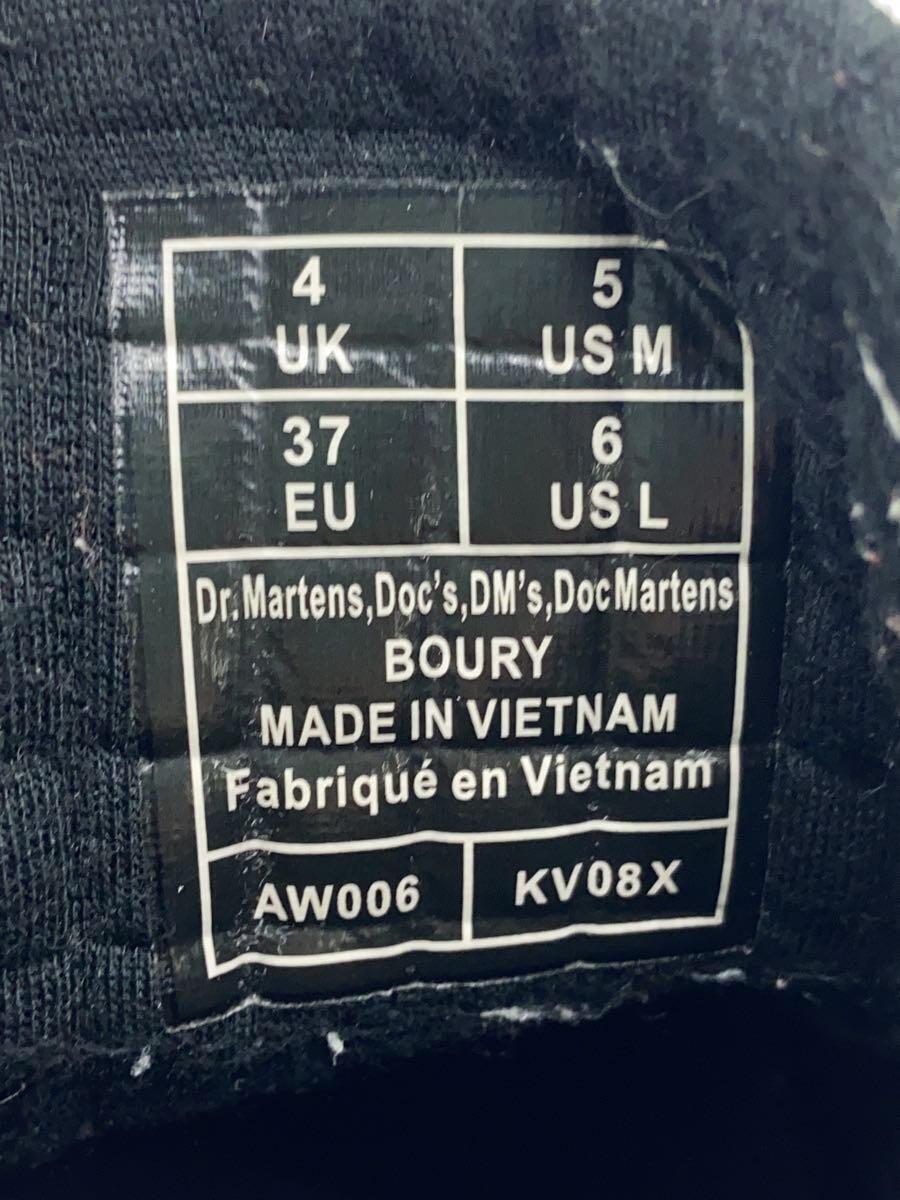 4
UK
5
US M
37
EU
6
US L
Dr.Martens,Doc's,DM's,DocMartens
BOURY
MADE IN VIETNAM
Fabriqué en Vietnam
AW006
KV08X